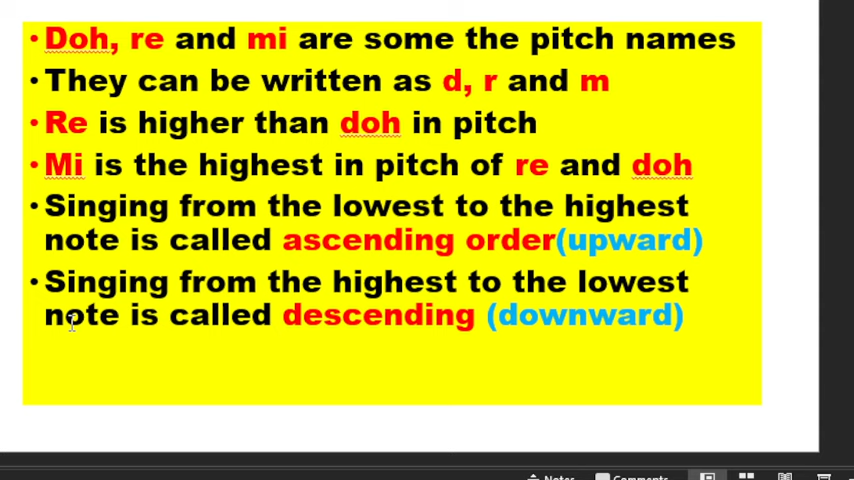 • Doh, re and mi are some the pitch names
• They can be written as d, r and m
• Re is higher than doh in pitch
• Mi is the highest in pitch of re and doh
• Singing from the lowest to the highest
note is called ascending order(upward)
• Singing from the highest to the lowest
note is called descending (downward)
Notes Comments